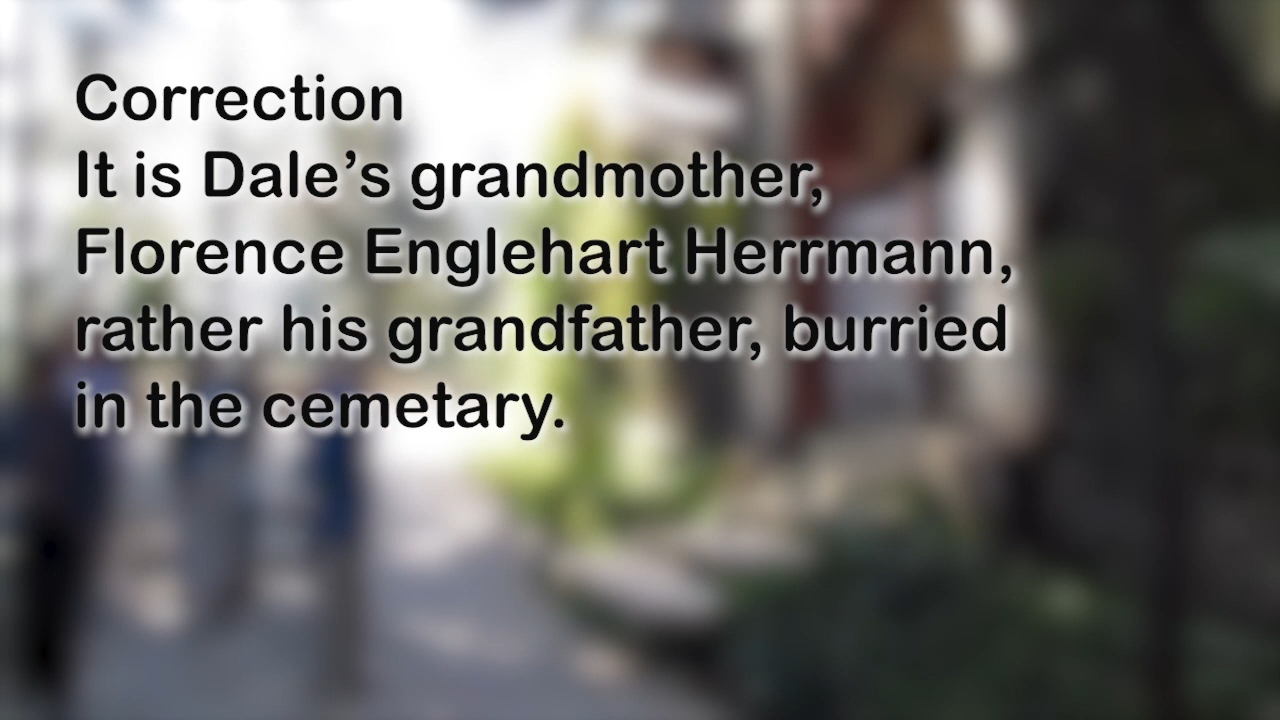 Correction
It is Dale’s grandmother,
Florence Englehart Herrmann,
rather his grandfather, burried
in the cemetary.